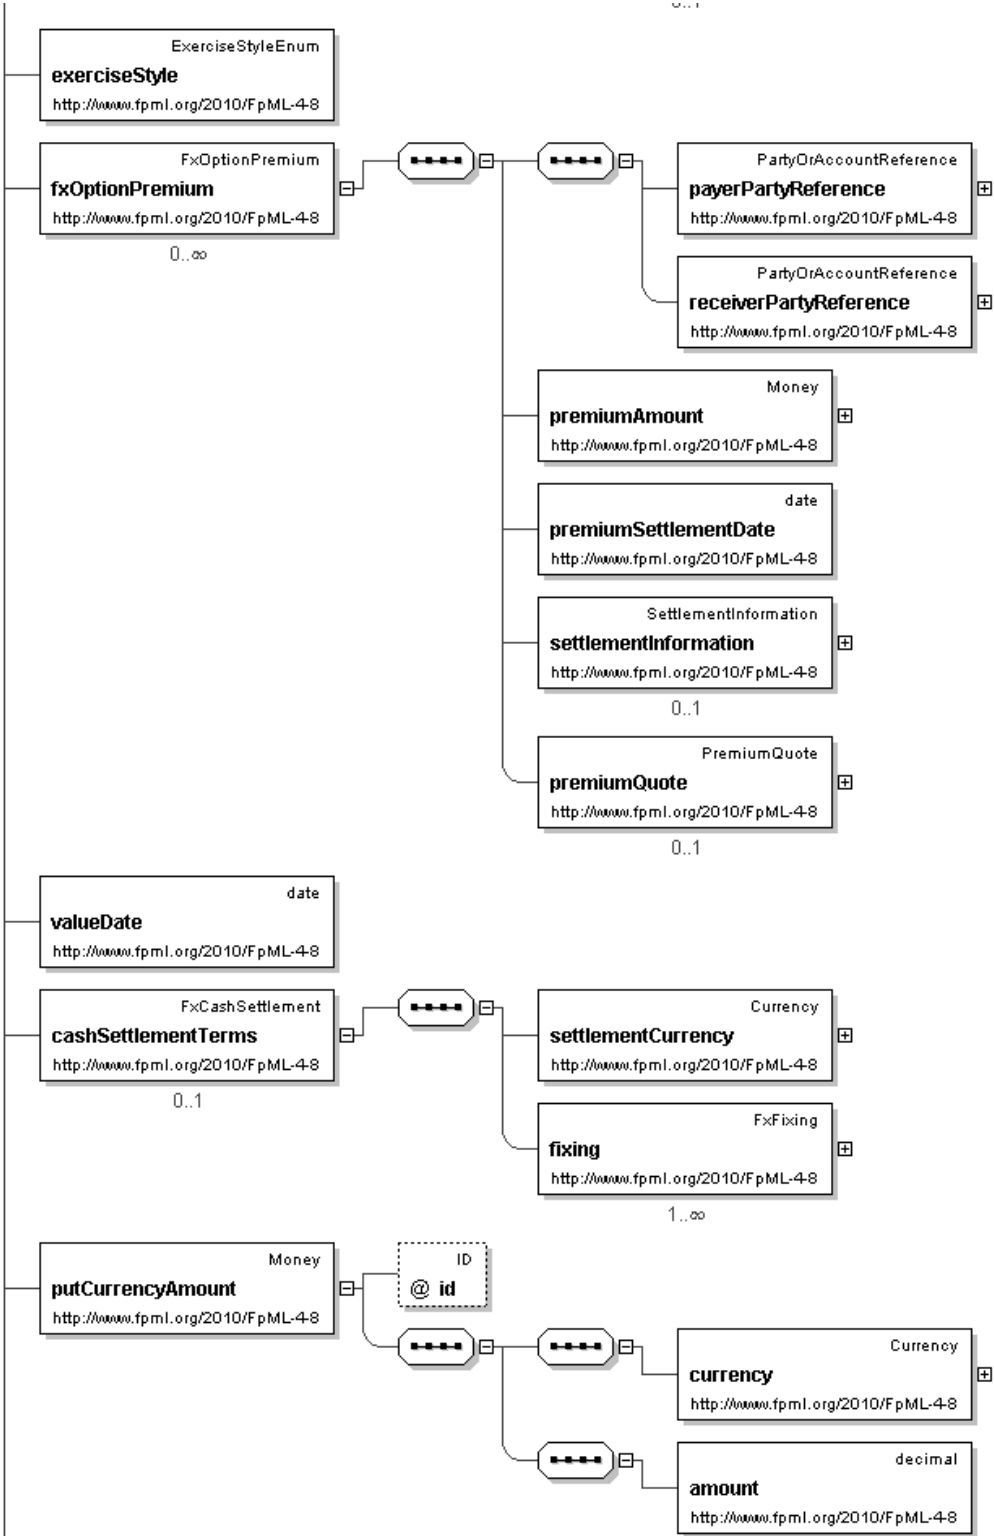 ExerciseStyleEnum
exerciseStyle
http://www.fpml.org/2010/FpML-4-8
FxOptionPremium
fxOptionPremium
http://www.fpml.org/2010/FpML-4-8
0..∞
PartyOrAccountReference
payerPartyReference
http://www.fpml.org/2010/FpML-4-8
PartyOrAccountReference
receiverPartyReference
http://www.fpml.org/2010/FpML-4-8
Money
premiumAmount
http://www.fpml.org/2010/FpML-4-8
date
premiumSettlementDate
http://www.fpml.org/2010/FpML-4-8
SettlementInformation
settlementInformation
http://www.fpml.org/2010/FpML-4-8
0..1
PremiumQuote
premiumQuote
http://www.fpml.org/2010/FpML-4-8
0..1
date
valueDate
http://www.fpml.org/2010/FpML-4-8
FxCashSettlement
cashSettlementTerms
http://www.fpml.org/2010/FpML-4-8
0..1
Currency
settlementCurrency
http://www.fpml.org/2010/FpML-4-8
FxFixing
fixing
http://www.fpml.org/2010/FpML-4-8
1..∞
Money
putCurrencyAmount
http://www.fpml.org/2010/FpML-4-8
ID
@ id
Currency
currency
http://www.fpml.org/2010/FpML-4-8
decimal
amount
http://www.fpml.org/2010/FpML-4-8